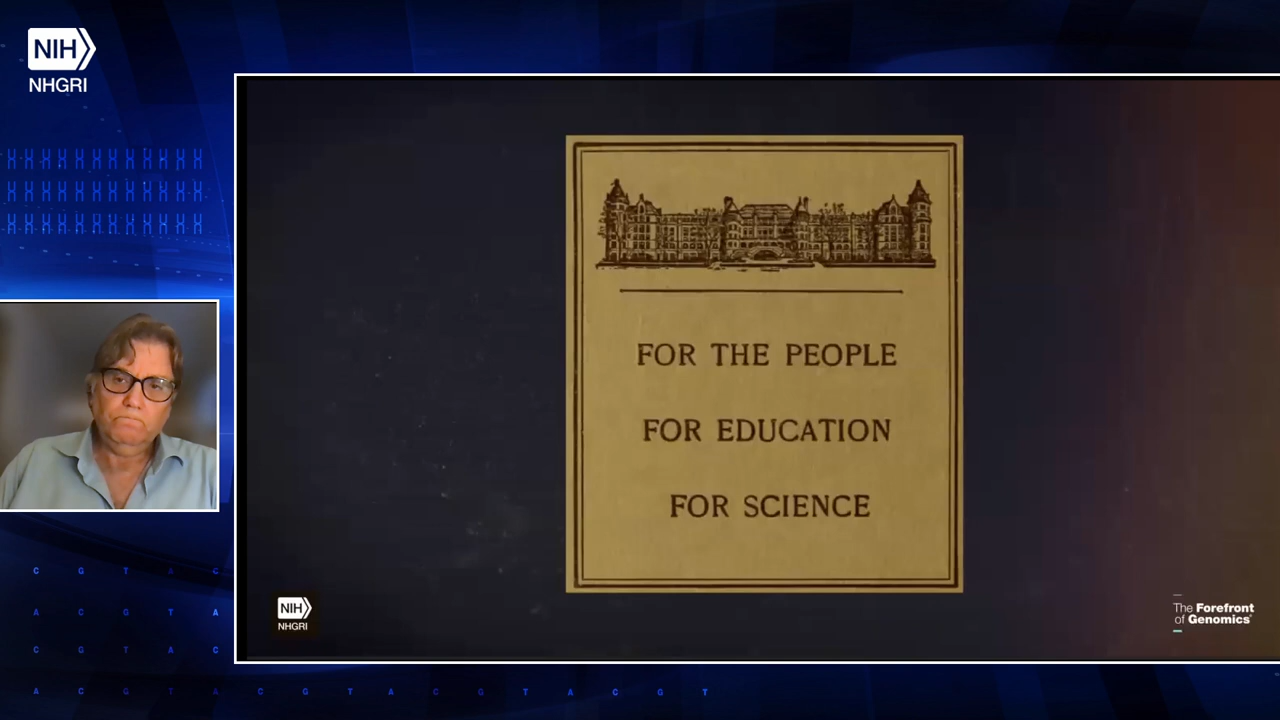 NIH
NHGRI
FOR THE PEOPLE
FOR EDUCATION
FOR SCIENCE
NIH
NHGRI
The Forefront
of Genomics®
C G T A C
A C G T A
C G T A C
A C G T A C G T A C G T A C G T